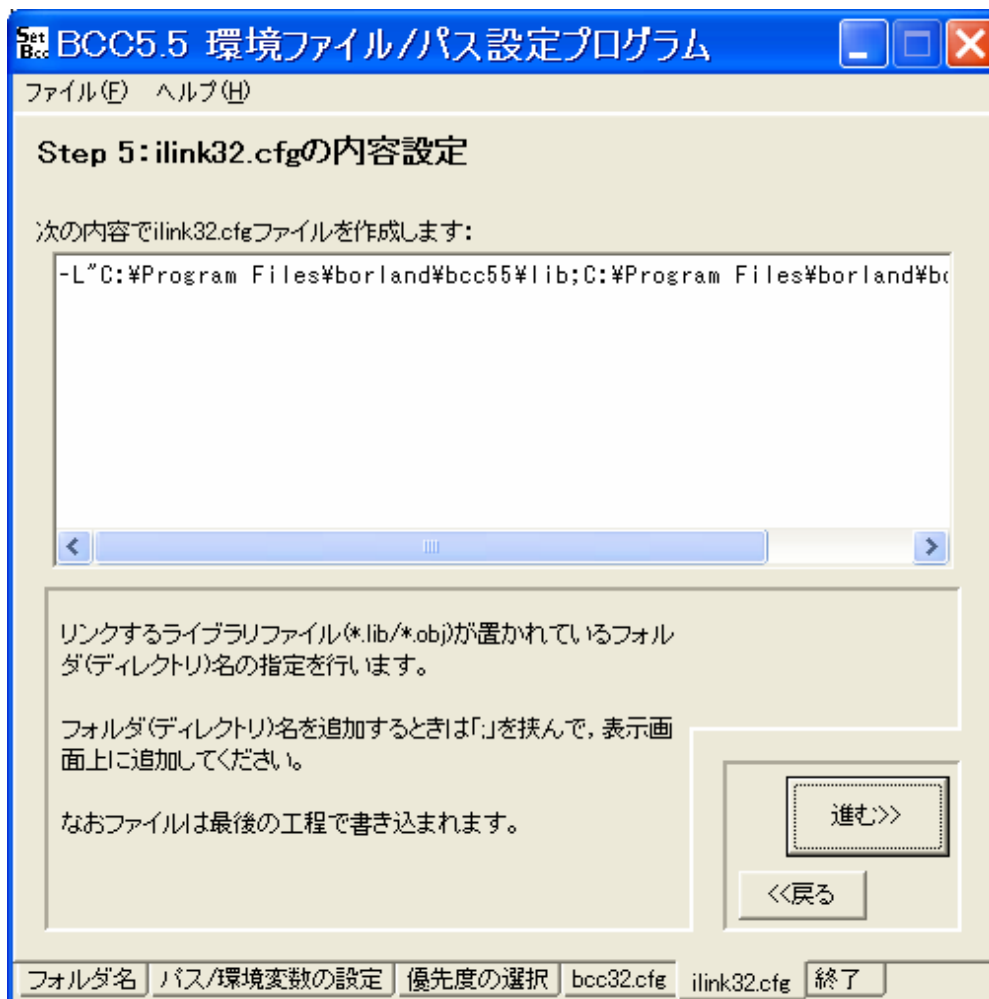 Set Bcc BCC5.5 環境ファイル/パス設定プログラム
ファイル(F) ヘルプ(H)
Step 5:ilink32.cfgの内容設定
次の内容でilink32.cfgファイルを作成します:
-L"C:¥Program Files¥borland¥bcc55¥lib;C:¥Program Files¥borland¥bc
リンクするライブラリファイル(*.lib/*.obj)が置かれているフォル
ダ(ディレクトリ)名の指定を行います。
フォルダ(ディレクトリ)名を追加するときは「;」を挟んで,表示画
面上に追加してください。
なおファイルは最後の工程で書き込まれます。
進む>>
<<戻る
フォルダ名 パス/環境変数の設定 優先度の選択 bcc32.cfg ilink32.cfg 終了